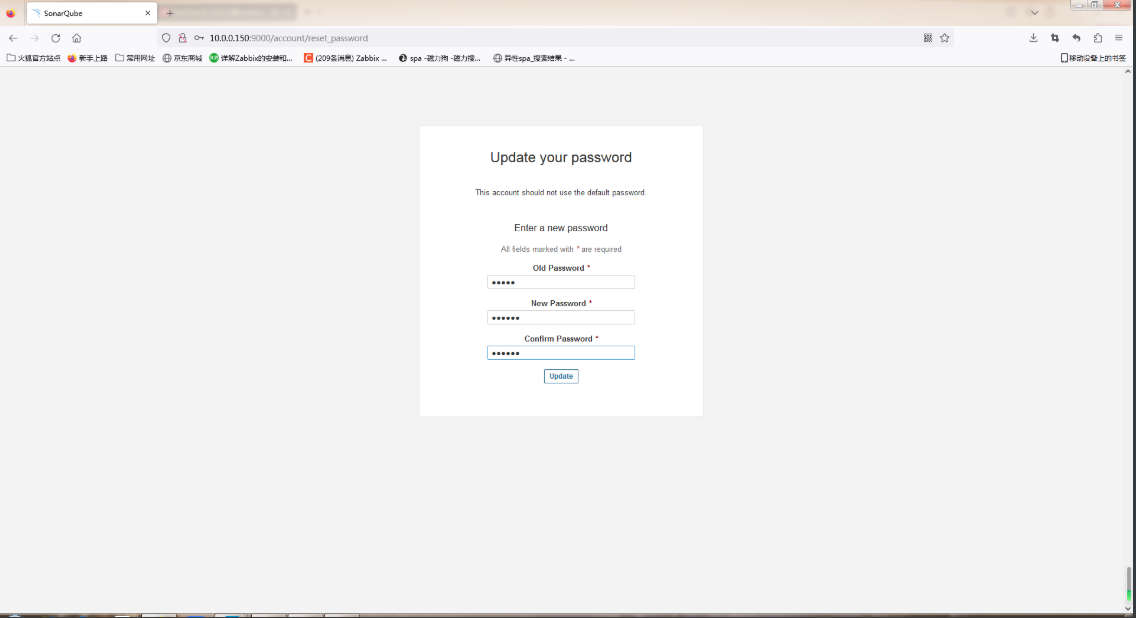 SonarQube
10.0.0.150:9000/account/reset_password
火狐官方站点 新手上路 常用网址 京东商城 详解Zabbix的安装和... (209条消息) Zabbix ... spa -磁力狗 -磁力搜... 异性spa_搜索结果 - ... 移动设备上的书签
Update your password
This account should not use the default password.
Enter a new password
All fields marked with * are required
Old Password *
•••••
New Password *
••••••
Confirm Password *
••••••
Update